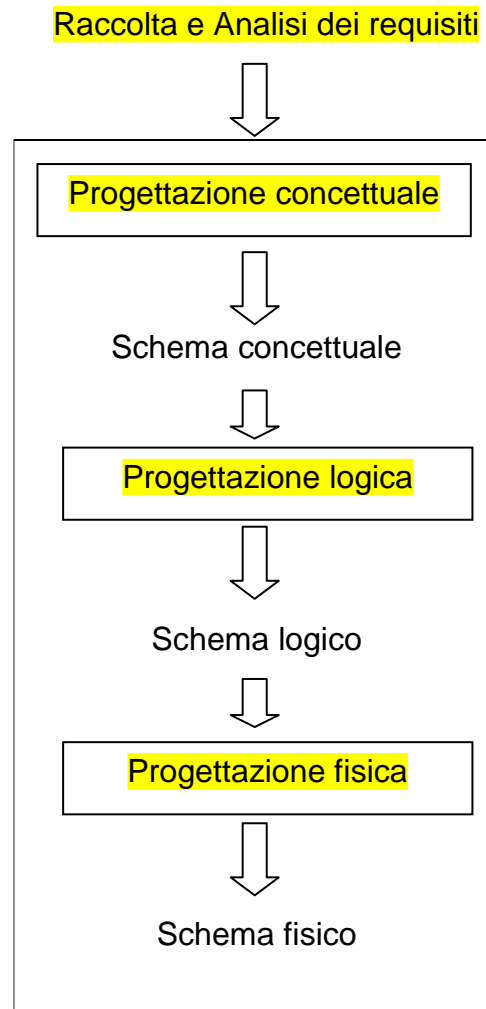 Raccolta e Analisi dei requisiti
Progettazione concettuale
Schema concettuale
Progettazione logica
Schema logico
Progettazione fisica
Schema fisico